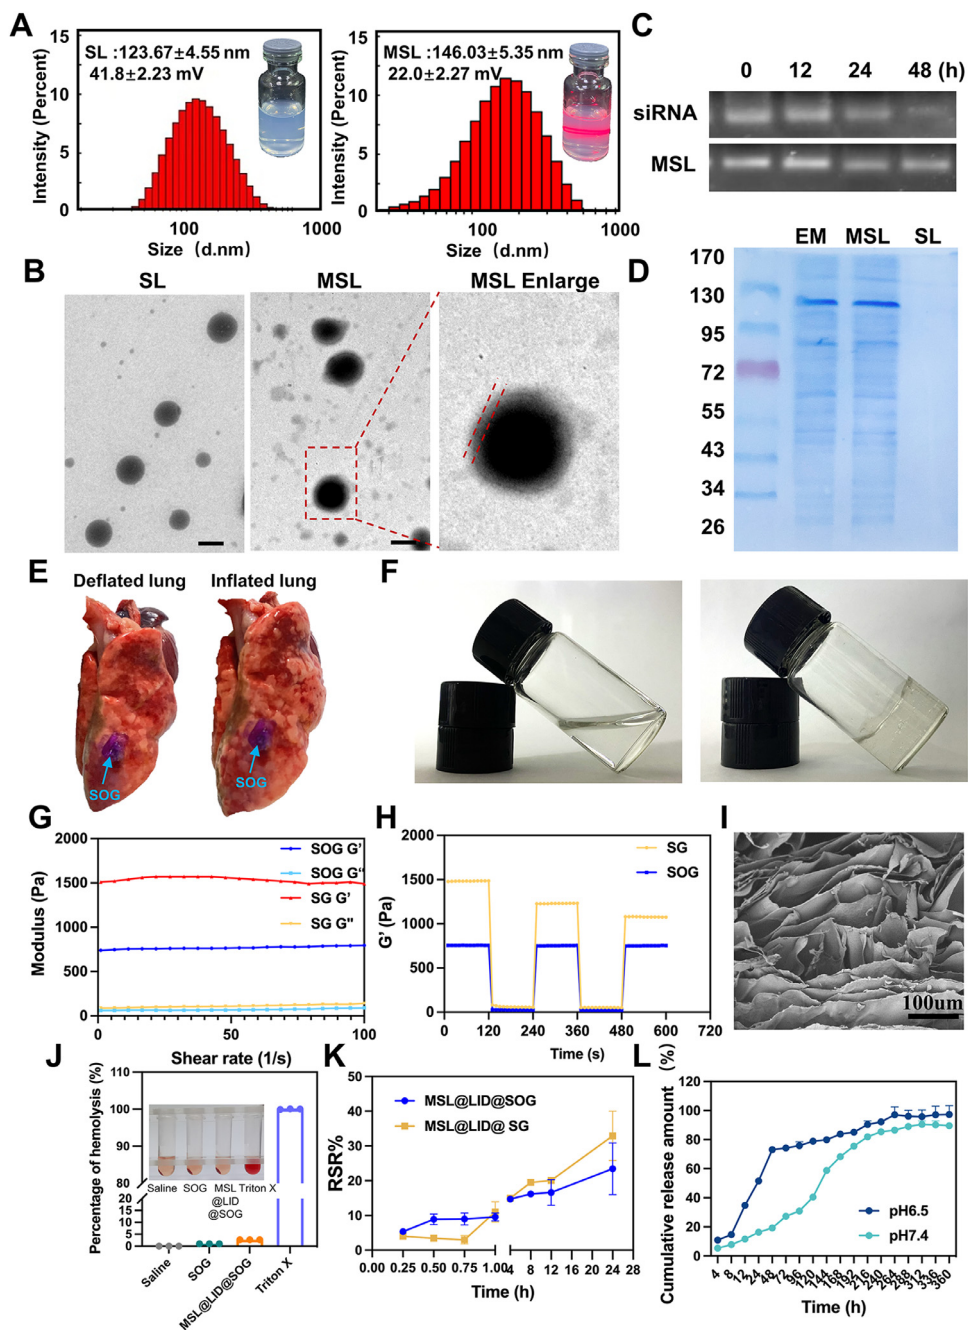 A
15
10
5
0
Intensity (Percent)
SL :123.67±4.55 nm
41.8±2.23 mV
100
1000
Size (d.nm)
15
10
5
0
Intensity (Percent)
MSL :146.03±5.35 nm
22.0±2.27 mV
100
1000
Size (d.nm)
C
0 12 24 48 (h)
siRNA
MSL
B
SL
MSL
MSL Enlarge
D
EM MSL SL
170
130
95
72
55
43
34
26
E
Deflated lung
Inflated lung
SOG
SOG
F
G
2000
1500
1000
500
0
Modulus (Pa)
SOG G'
SOG G"
SG G'
SG G"
0 50 100
Shear rate (1/s)
H
2000
1500
1000
500
0
G' (Pa)
SG
SOG
0 120 240 360 480 600 720
Time (s)
I
100um
J
Percentage of hemolysis (%)
110
100
90
80
20
15
10
5
0
Saline SOG MSL Triton X
@LID
@SOG
Saline
SOG
MSL@LID@SOG
Triton X
K
50
40
30
20
10
0
RSR%
MSL@LID@SOG
MSL@LID@ SG
0.00 0.25 0.50 0.75 1.00 4 8 12 16 20 24 28
Time (h)
L
Cumulative release amount (%)
120
100
80
60
40
20
0
pH6.5
pH7.4
4 8 12 24 48 72 96 120 144 168 192 216 240 264 288 312 336 360
Time (h)